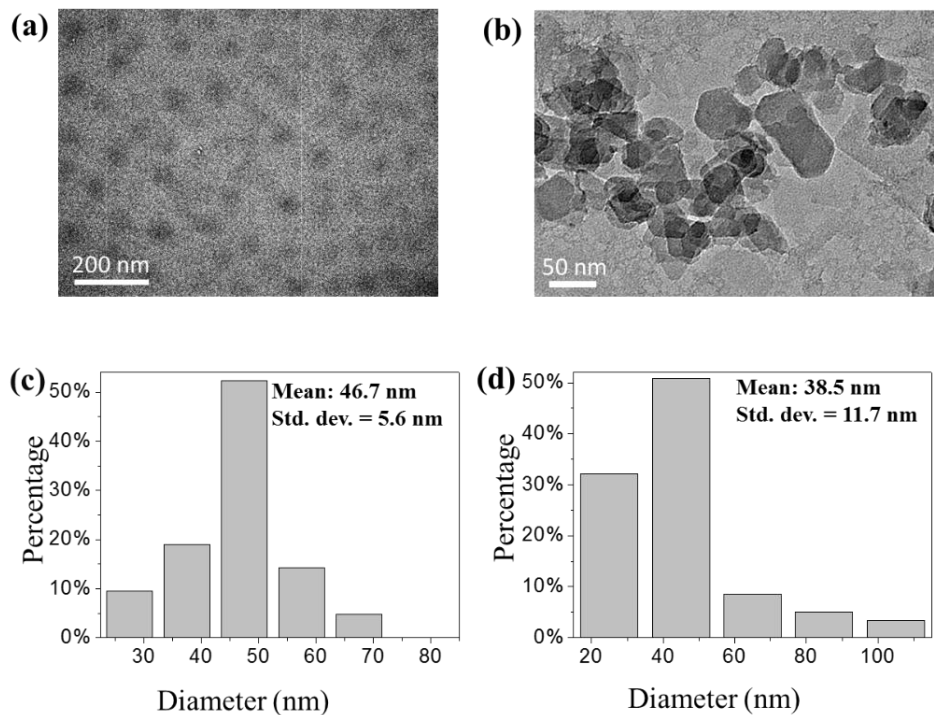 (a)
200 nm
(b)
50 nm
(c)
50%
40%
30%
20%
10%
0%
Percentage
Mean: 46.7 nm
Std. dev. = 5.6 nm
30 40 50 60 70 80
Diameter (nm)
(d)
50%
40%
30%
20%
10%
0%
Percentage
Mean: 38.5 nm
Std. dev. = 11.7 nm
20 40 60 80 100
Diameter (nm)